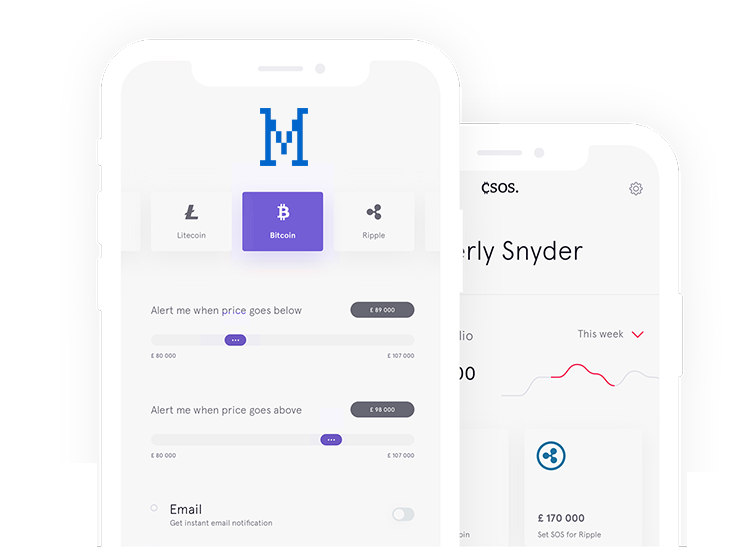 M
Litecoin
Bitcoin
Ripple
Alert me when price goes below
£ 89 000
£ 80 000
£ 107 000
Alert me when price goes above
£ 98 000
£ 80 000
£ 107 000
Email
Get instant email notification
₵SOS.
erly Snyder
lio
This week
00
oin
£ 170 000
Set SOS for Ripple